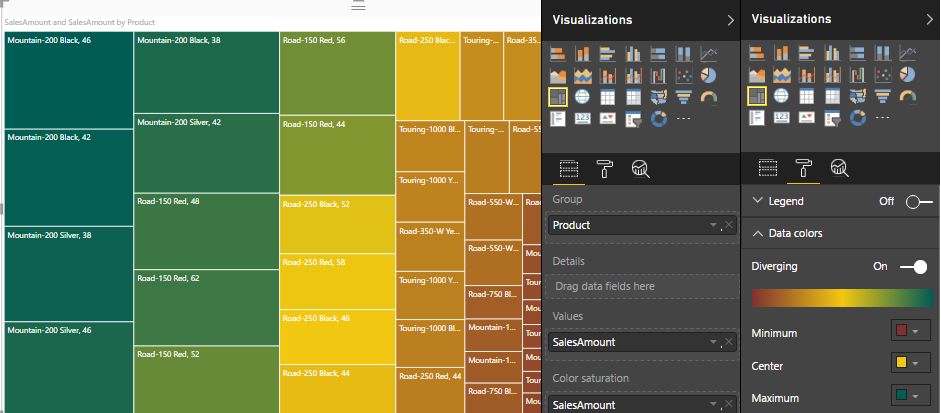 SalesAmount and SalesAmount by Product
Mountain-200 Black, 46
Mountain-200 Black, 42
Mountain-200 Silver, 38
Mountain-200 Silver, 46
Mountain-200 Black, 38
Mountain-200 Silver, 42
Road-150 Red, 48
Road-150 Red, 62
Road-150 Red, 52
Road-150 Red, 56
Road-150 Red, 44
Road-250 Black, 52
Road-250 Red, 58
Road-250 Black, 48
Road-250 Black, 44
Road-250 Blac...
Touring-1000 Bl...
Touring-1000 Y...
Road-350-W Ye...
Touring-1000 Y...
Touring-1000 Bl...
Road-250 Red, 44
Touring-...
Touring-...
Road-550-W...
Road-550-W...
Road-750 Bl...
Mountain-1...
Mountain-1...
Road-750 Bl...
Road-35...
Road-55
Road
Mou
Mou
Tour
Tour
Visualizations
Group
Product
Details
Drag data fields here
Values
SalesAmount
Color saturation
SalesAmount
Visualizations
Legend Off
Data colors
Diverging On
Minimum
Center
Maximum